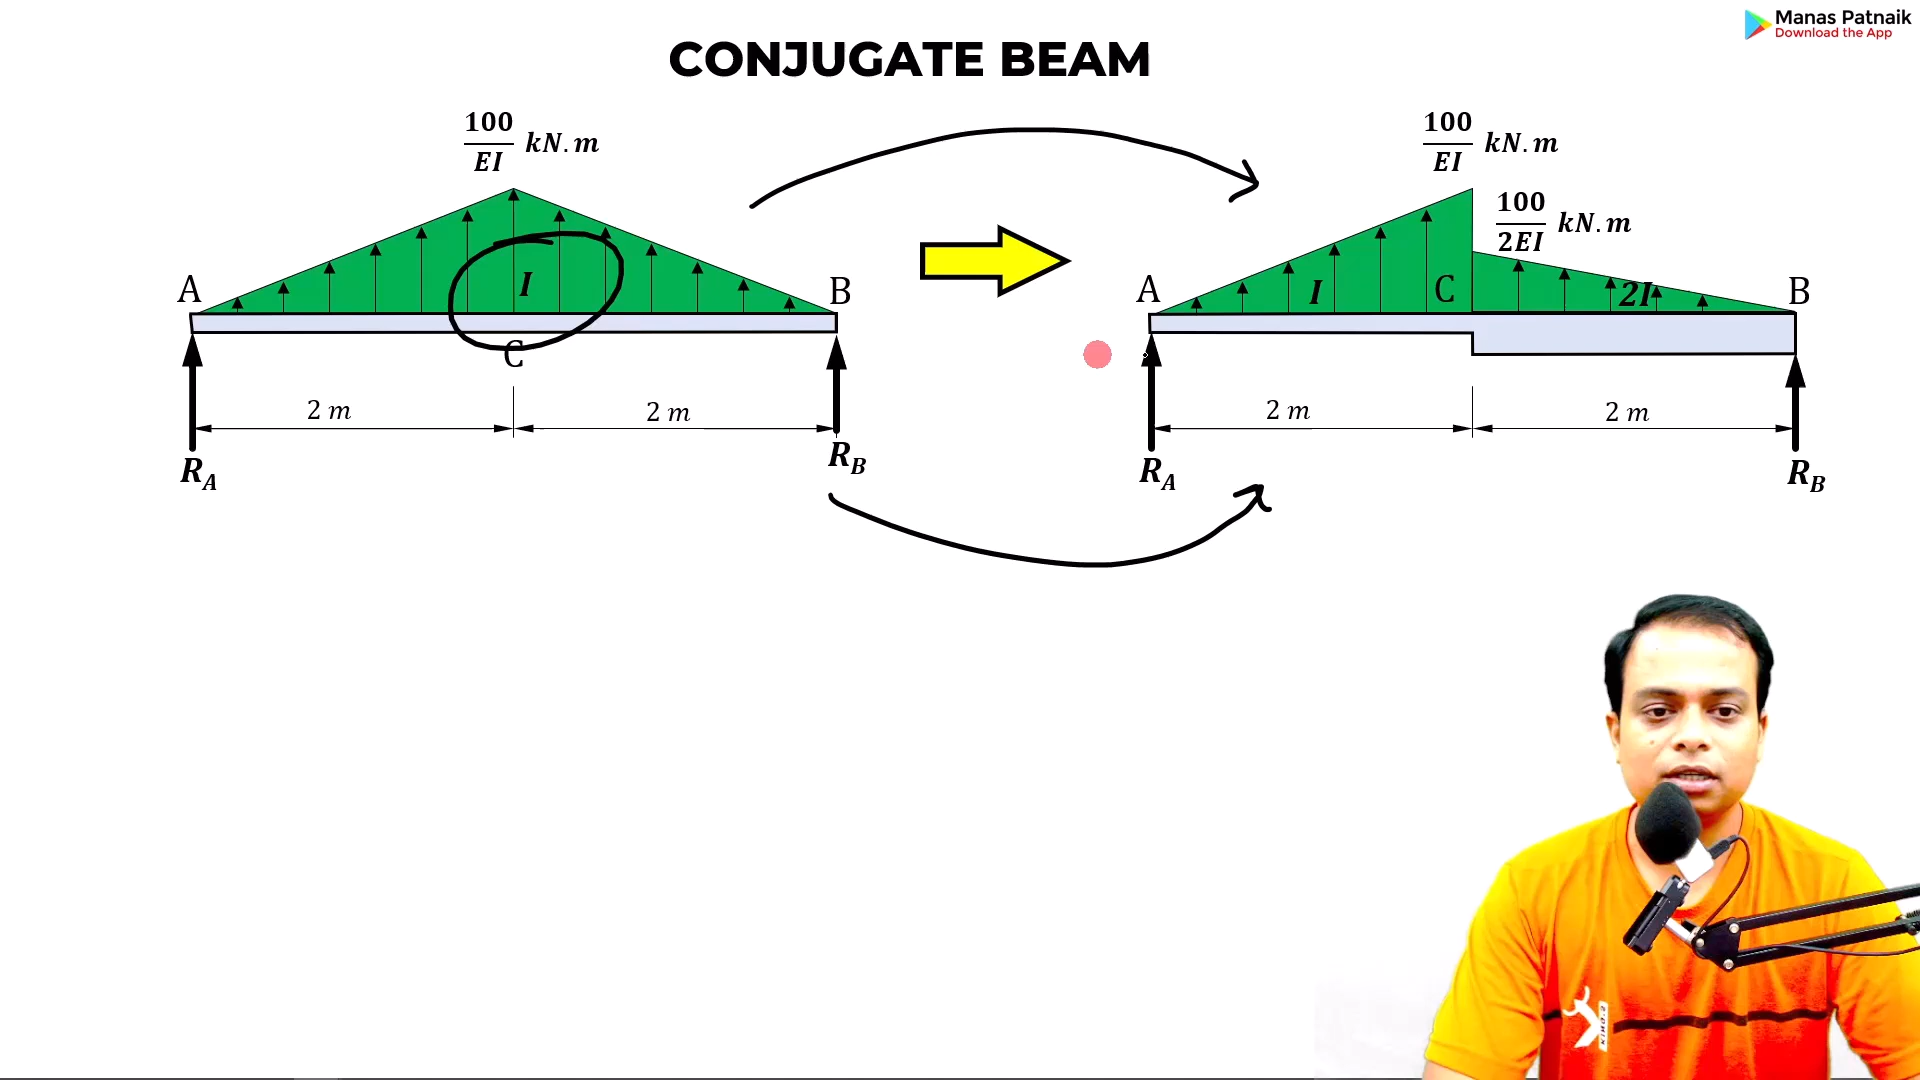 Manas Patnaik
Download the App
CONJUGATE BEAM
100
EI
kN.m
A
I
B
C
2 m
2 m
R_A
R_B
100
EI
kN.m
100
2EI
kN.m
A
I
C
2I
B
2 m
2 m
R_A
R_B